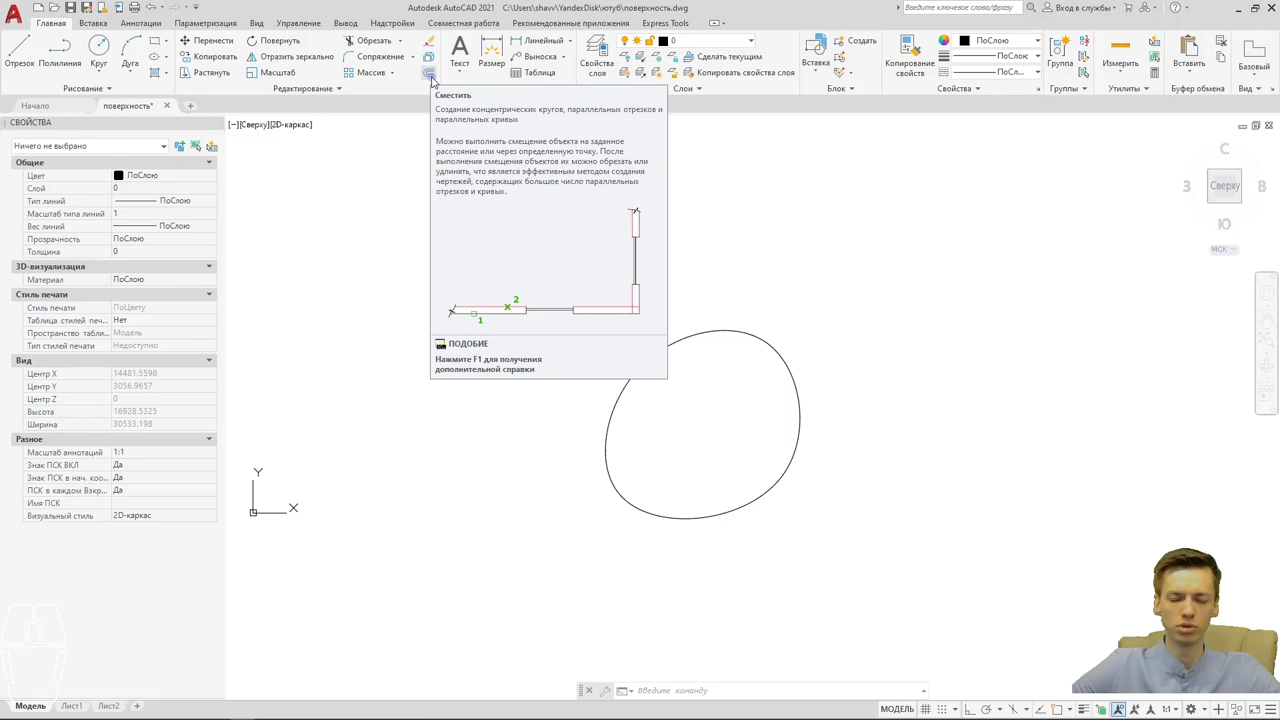 Autodesk AutoCAD 2021 C:\Users\shavv\YandexDisk\ютуб\поверхность.dwg
Введите ключевое слово/фразу
Вход в службы
Главная Вставка Аннотации Параметризация Вид Управление Вывод Надстройки Совместная работа Рекомендованные приложения Express Tools
Отрезок Полилиния Круг Дуга
Рисование
Перенести Повернуть Обрезать
Копировать Отразить зеркально Сопряжение
Растянуть Масштаб Массив
Редактирование
Текст Размер
Линейный
Выноска
Таблица
Свойства слоя
0
Сделать текущим
Копировать свойства слоя
Слои
Вставка
Создать
Блок
Копирование свойств
ПоСлою
ПоСлою
ПоСл...
Свойства
Группа
Группы
Измерить
Утилиты
Вставить
Буфер обмена
Базовый
Вид
Начало поверхность*
СВОЙСТВА
Ничего не выбрано
Общие
Цвет ПоСлою
Слой 0
Тип линий ПоСлою
Масштаб типа линий 1
Вес линий ПоСлою
Прозрачность ПоСлою
Толщина 0
3D-визуализация
Материал ПоСлою
Стиль печати
Стиль печати ПоЦвету
Таблица стилей печ... Нет
Пространство табли... Модель
Тип стилей печати Недоступно
Вид
Центр X 14481.5598
Центр Y 3056.9657
Центр Z 0
Высота 16928.5325
Ширина 30533.198
Разное
Масштаб аннотаций 1:1
Знак ПСК ВКЛ Да
Знак ПСК в нач. коо... Да
ПСК в каждом Вэкр... Да
Имя ПСК
Визуальный стиль 2D-каркас
[−][Сверху][2D-каркас]
Сместить
Создание концентрических кругов, параллельных отрезков и
параллельных кривых
Можно выполнить смещение объекта на заданное
расстояние или через определенную точку. После
выполнения смещения объектов их можно обрезать или
удлинять, что является эффективным методом создания
чертежей, содержащих большое число параллельных
отрезков и кривых.
2
1
ПОДОБИЕ
Нажмите F1 для получения
дополнительной справки
С
З Сверху В
Ю
МСК
Y
X
Введите команду
Модель Лист1 Лист2 +
МОДЕЛЬ
1:1